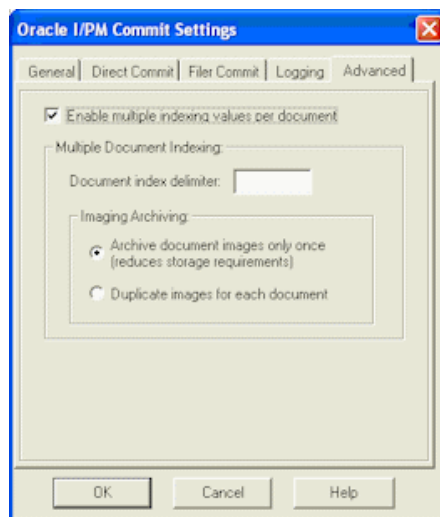 Oracle I/PM Commit Settings
General Direct Commit Filer Commit Logging Advanced
Enable multiple indexing values per document
Multiple Document Indexing:
Document index delimiter:
Imaging Archiving:
Archive document images only once
(reduces storage requirements)
Duplicate images for each document
OK Cancel Help